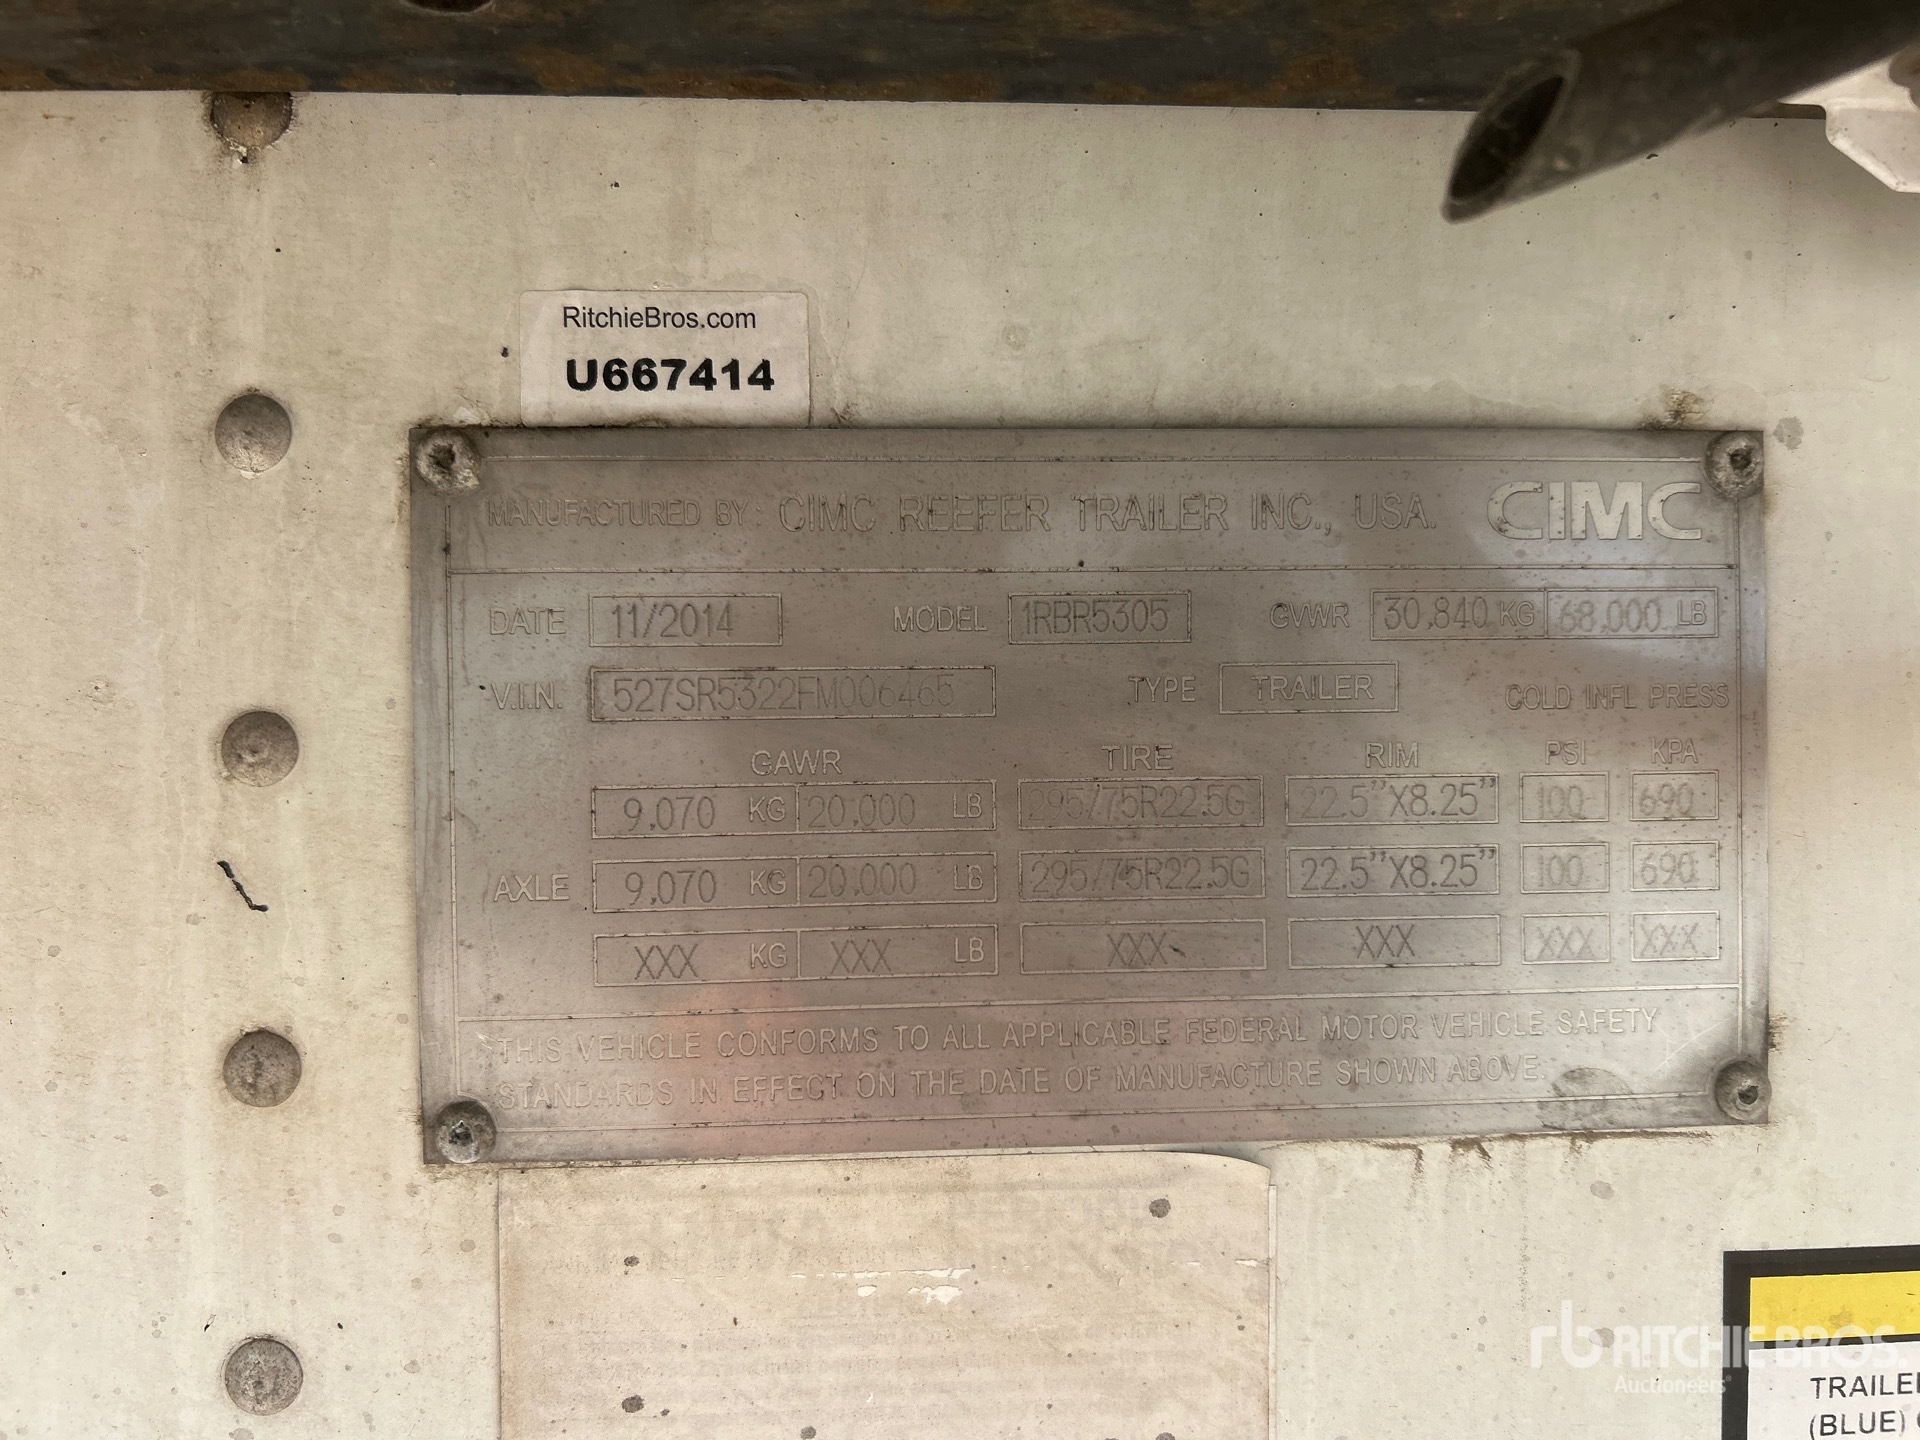 RitchieBros.com
U667414
MANUFACTURED BY: CIMC REEFER TRAILER INC., USA. CIMC
DATE 11/2014 MODEL 1RBR5305 GVWR 30,840 KG 68,000 LB
V.I.N. 527SR5322FM006465 TYPE TRAILER COLD INFL PRESS
GAWR TIRE RIM PSI KPA
9,070 KG 20,000 LB 295/75R22.5G 22.5"X8.25" 100 690
AXLE 9,070 KG 20,000 LB 295/75R22.5G 22.5"X8.25" 100 690
XXX KG XXX LB XXX XXX XXX XXX
THIS VEHICLE CONFORMS TO ALL APPLICABLE FEDERAL MOTOR VEHICLE SAFETY
STANDARDS IN EFFECT ON THE DATE OF MANUFACTURE SHOWN ABOVE.
rb RITCHIE BROS.
Auctioneers
TRAILE
(BLUE)